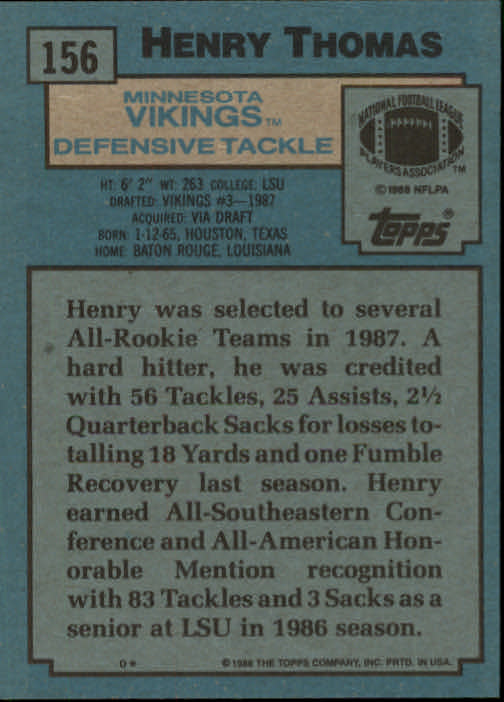 156
HENRY THOMAS
MINNESOTA
VIKINGS™
DEFENSIVE TACKLE
NATIONAL FOOTBALL LEAGUE
PLAYERS ASSOCIATION™
©1988 NFLPA
topps®
HT: 6' 2" WT: 263 COLLEGE: LSU
DRAFTED: VIKINGS #3—1987
ACQUIRED: VIA DRAFT
BORN: 1-12-65, HOUSTON, TEXAS
HOME: BATON ROUGE, LOUISIANA
Henry was selected to several
All-Rookie Teams in 1987. A
hard hitter, he was credited
with 56 Tackles, 25 Assists, 2½
Quarterback Sacks for losses to-
talling 18 Yards and one Fumble
Recovery last season. Henry
earned All-Southeastern Con-
ference and All-American Hon-
orable Mention recognition
with 83 Tackles and 3 Sacks as a
senior at LSU in 1986 season.
D*
©1988 THE TOPPS COMPANY, INC. PRTD. IN USA.